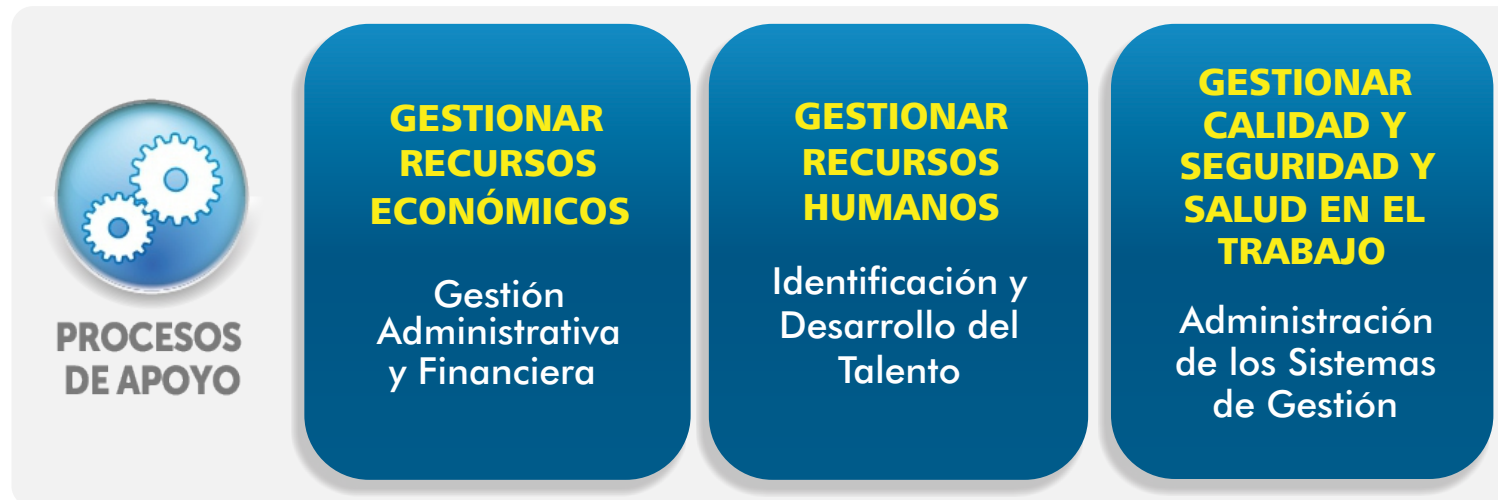 PROCESOS
DE APOYO
GESTIONAR
RECURSOS
ECONÓMICOS
Gestión
Administrativa
y Financiera
GESTIONAR
RECURSOS
HUMANOS
Identificación y
Desarrollo del
Talento
GESTIONAR
CALIDAD Y
SEGURIDAD Y
SALUD EN EL
TRABAJO
Administración
de los Sistemas
de Gestión